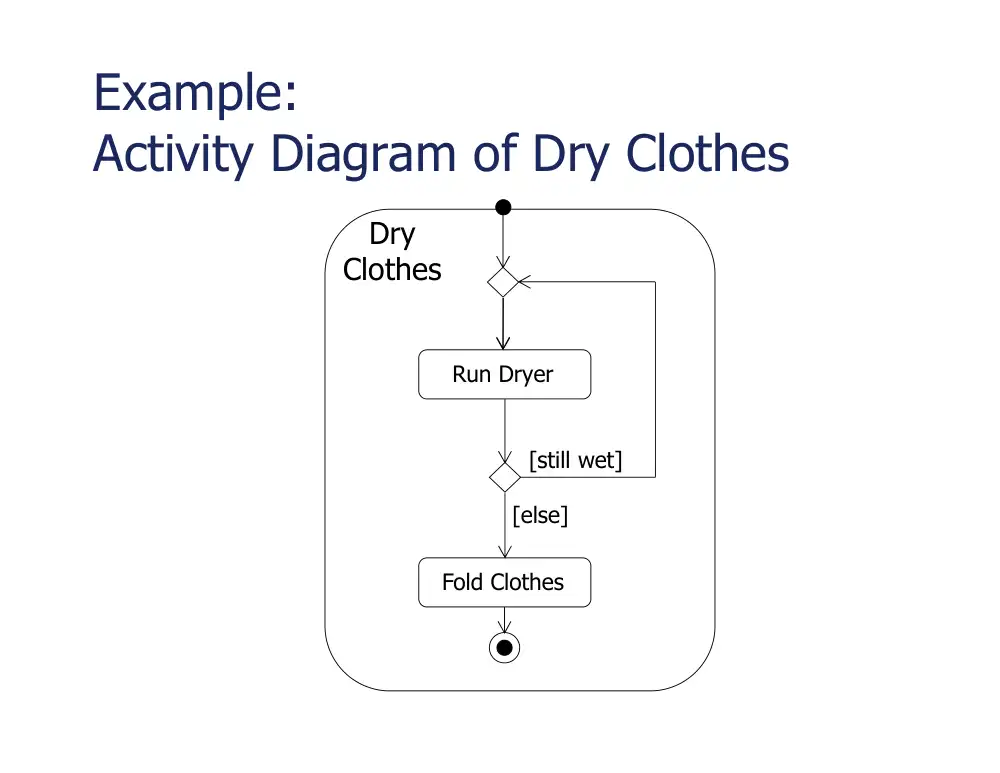 Example:
Activity Diagram of Dry Clothes
Dry
Clothes
Run Dryer
[still wet]
[else]
Fold Clothes